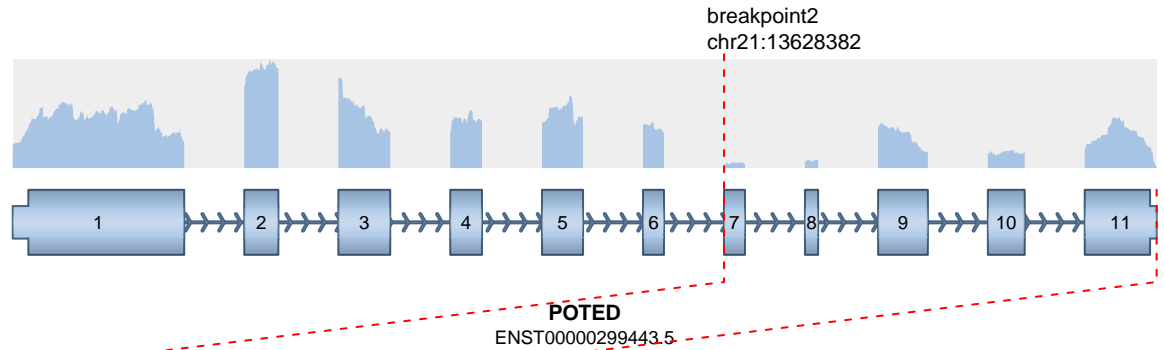 breakpoint2
chr21:13628382
1 2 3 4 5 6 7 8 9 10 11
POTED
ENST00000299443.5